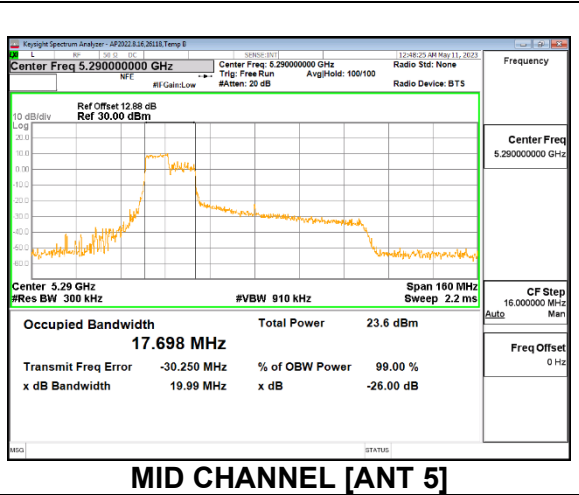 Keysight Spectrum Analyzer - AP2022.8.16,26118,Temp B
L RF 50 Ω DC SENSE:INT 12:48:25 AM May 11, 2023
Center Freq 5.290000000 GHz Center Freq: 5.290000000 GHz Radio Std: None Frequency
NFE Trig: Free Run Avg|Hold: 100/100
#IFGain:Low #Atten: 20 dB Radio Device: BTS
Ref Offset 12.88 dB
10 dB/div Ref 30.00 dBm
Log
20.0
10.0
0.00
-10.0
-20.0
-30.0
-40.0
-50.0
-60.0
Center Freq
5.290000000 GHz
Center 5.29 GHz Span 160 MHz
#Res BW 300 kHz #VBW 910 kHz Sweep 2.2 ms
CF Step
16.000000 MHz
Auto Man
Occupied Bandwidth Total Power 23.6 dBm
17.698 MHz
Transmit Freq Error -30.250 MHz % of OBW Power 99.00 %
x dB Bandwidth 19.99 MHz x dB -26.00 dB
Freq Offset
0 Hz
MSG STATUS
MID CHANNEL [ANT 5]